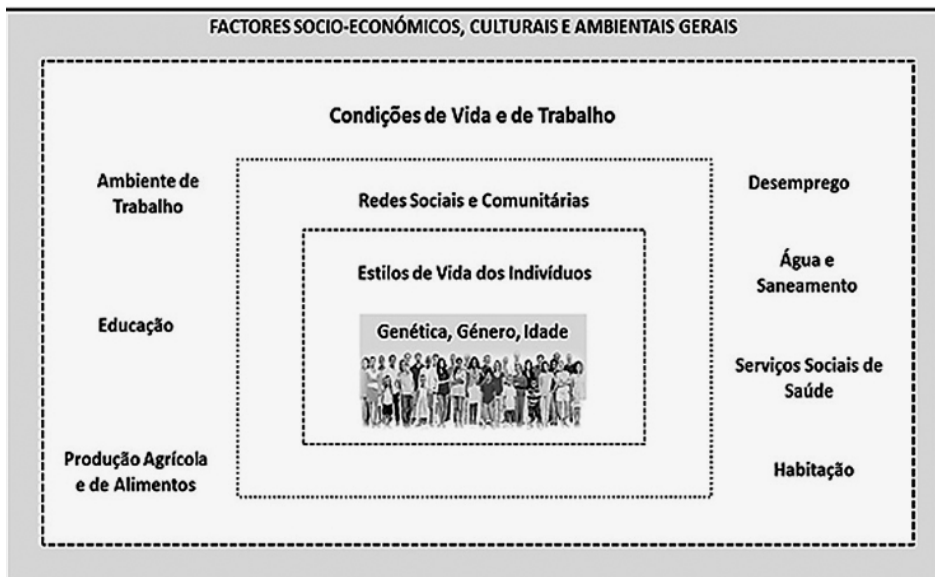 FACTORES SOCIO-ECONÓMICOS, CULTURAIS E AMBIENTAIS GERAIS
Condições de Vida e de Trabalho
Ambiente de
Trabalho
Educação
Produção Agrícola
e de Alimentos
Redes Sociais e Comunitárias
Estilos de Vida dos Indivíduos
Genética, Género, Idade
Desemprego
Água e
Saneamento
Serviços Sociais de
Saúde
Habitação